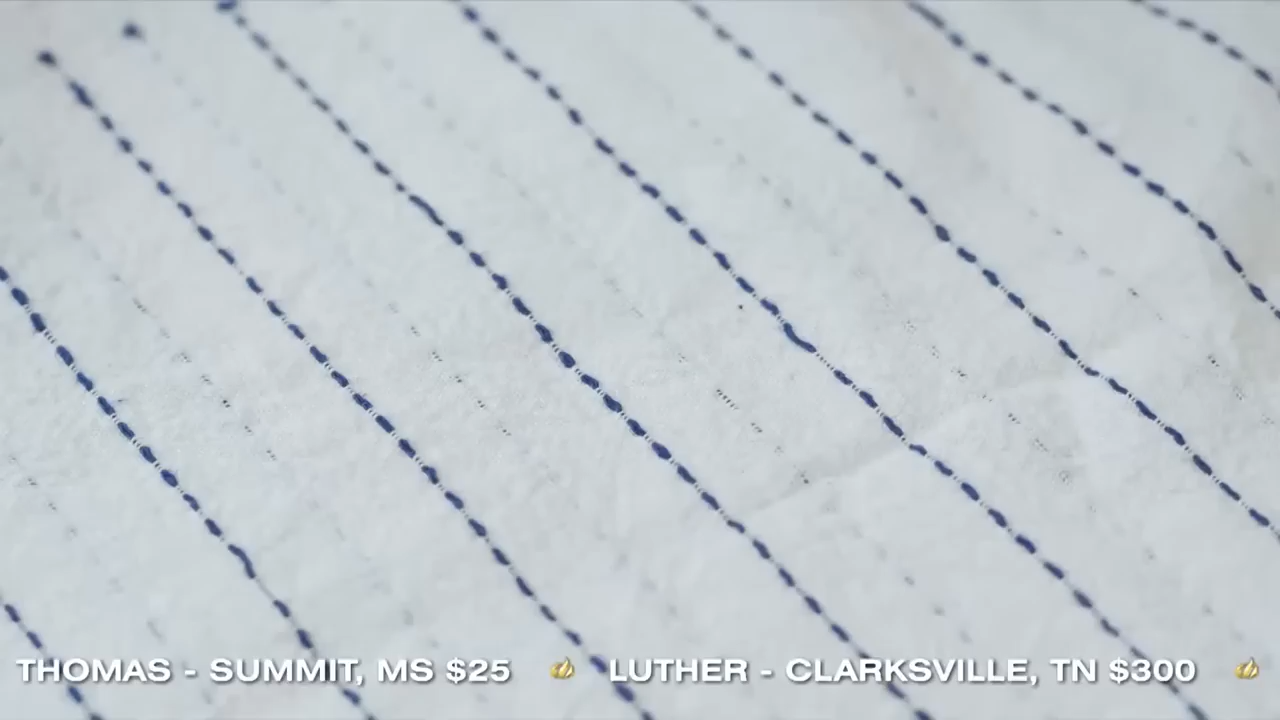 THOMAS - SUMMIT, MS $25 LUTHER - CLARKSVILLE, TN $300